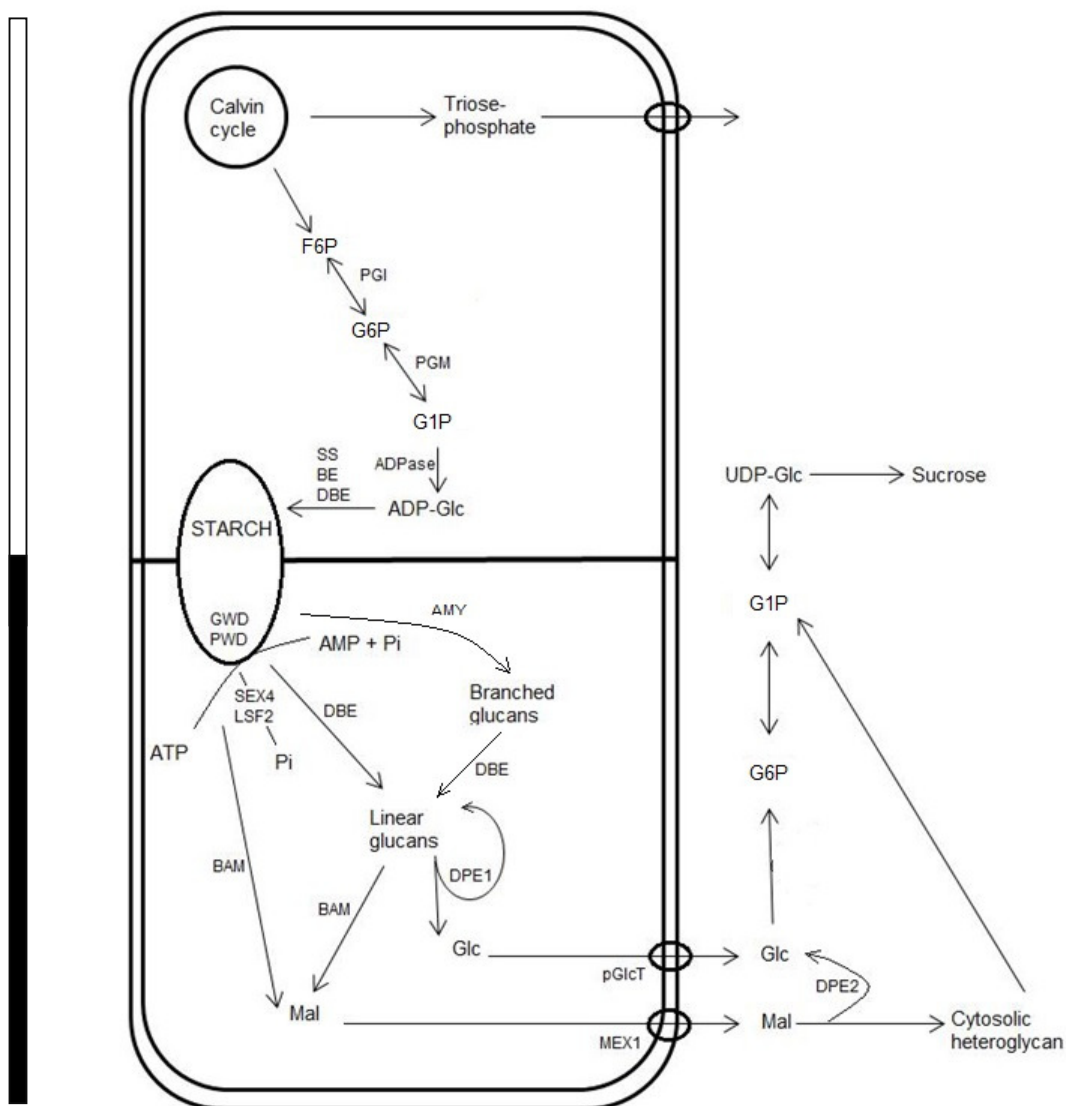 Calvin
cycle
Triose-
phosphate
F6P
PGI
G6P
PGM
G1P
SS
BE
DBE
ADPase
ADP-Glc
UDP-Glc
Sucrose
STARCH
GWD
PWD
AMY
AMP + Pi
G1P
SEX4
LSF2
DBE
Branched
glucans
ATP
Pi
DBE
G6P
Linear
glucans
BAM
DPE1
BAM
Glc
pGlcT
Glc
DPE2
Mal
MEX1
Mal
Cytosolic
heteroglycan